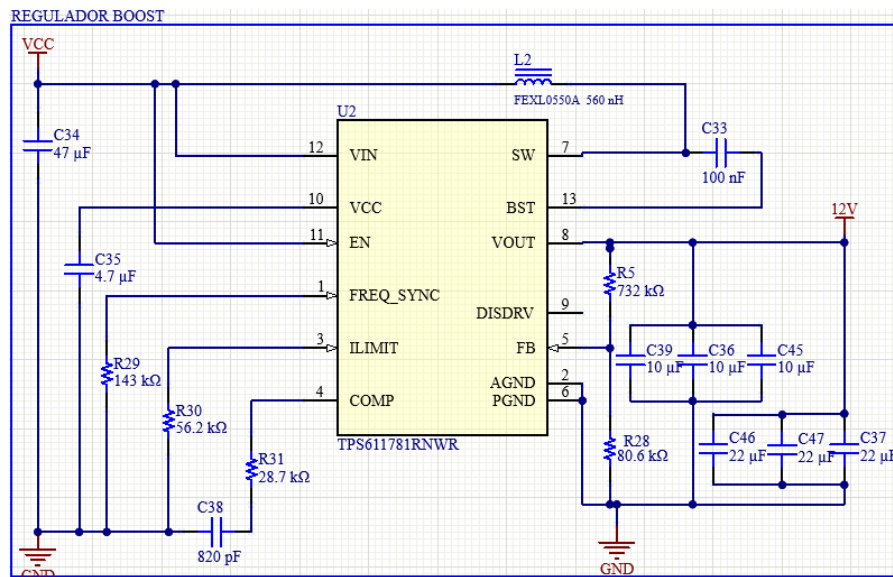 REGULADOR BOOST
VCC
L2
FEXL0550A 560 nH
U2
C34
47 µF
12 VIN
SW 7
C33
100 nF
10 VCC
BST 13
12V
11 EN
VOUT 8
C35
4.7 µF
R5
732 kΩ
1 FREQ_SYNC
DISDRV 9
3 ILIMIT
FB 5
C39
10 µF
C36
10 µF
C45
10 µF
R29
143 kΩ
AGND 2
4 COMP
PGND 6
R30
56.2 kΩ
TPS611781RNWR
R28
80.6 kΩ
C46
22 µF
C47
22 µF
C37
22 µF
R31
28.7 kΩ
C38
820 pF
GND
GND